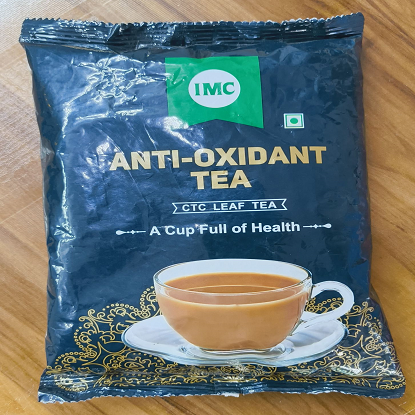 IMC
ANTI-OXIDANT
TEA
CTC LEAF TEA
A Cup Full of Health